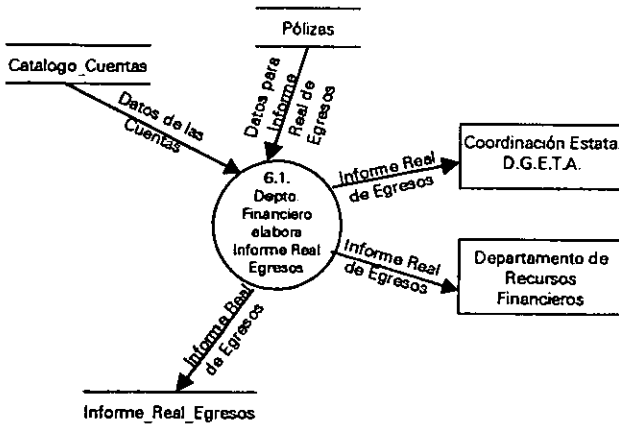 Pólizas
Catalogo_Cuentas
Datos de las
Cuentas
Datos para
Informe
Real de
Egresos
6.1.
Depto.
Financiero
elabora
Informe Real
Egresos
Informe Real
de Egresos
Coordinación Estata
D.G.E.T.A.
Informe Real
de Egresos
Departamento de
Recursos
Financieros
Informe Real
de Egresos
Informe_Real_Egresos